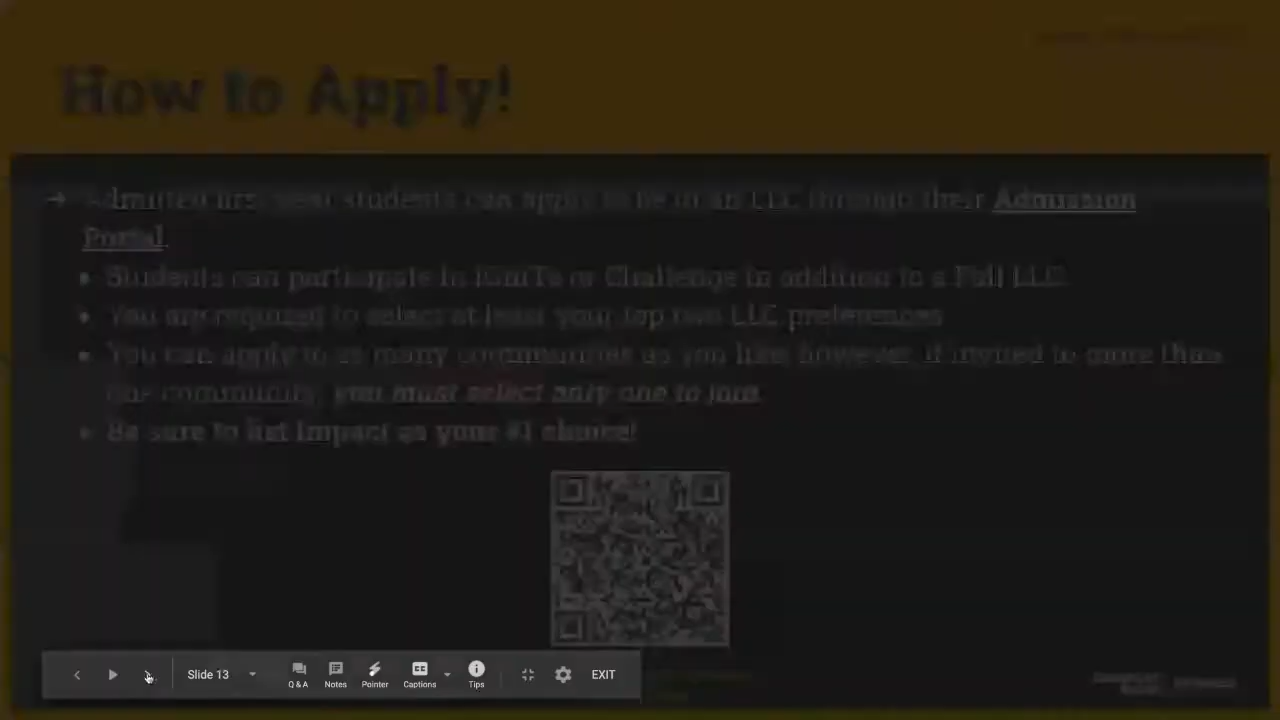 How to Apply!
Admitted first-year students can apply to be in an LLC through their Admission
Portal.
Students can participate in IGniTe or Challenge in addition to a Full LLC.
You are required to select at least your top two LLC preferences
You can apply to as many communities as you like, however, if invited to more than
one community, you must select only one to join.
Be sure to list Impact as your #1 choice!
Slide 13
Q & A
Notes
Pointer
Captions
Tips
EXIT